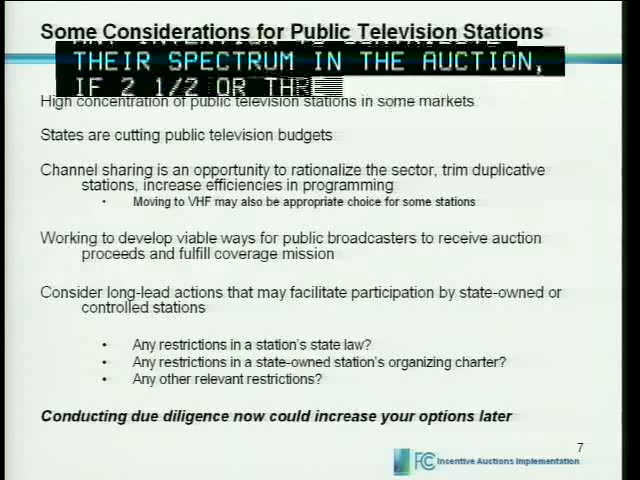 Some Considerations for Public Television Stations
THEIR SPECTRUM IN THE AUCTION,
IF 2 1/2 OR THRE
High concentration of public television stations in some markets
States are cutting public television budgets
Channel sharing is an opportunity to rationalize the sector, trim duplicative
stations, increase efficiencies in programming
• Moving to VHF may also be appropriate choice for some stations
Working to develop viable ways for public broadcasters to receive auction
proceeds and fulfill coverage mission
Consider long-lead actions that may facilitate participation by state-owned or
controlled stations
• Any restrictions in a station's state law?
• Any restrictions in a state-owned station's organizing charter?
• Any other relevant restrictions?
Conducting due diligence now could increase your options later
7
FCC Incentive Auctions Implementation